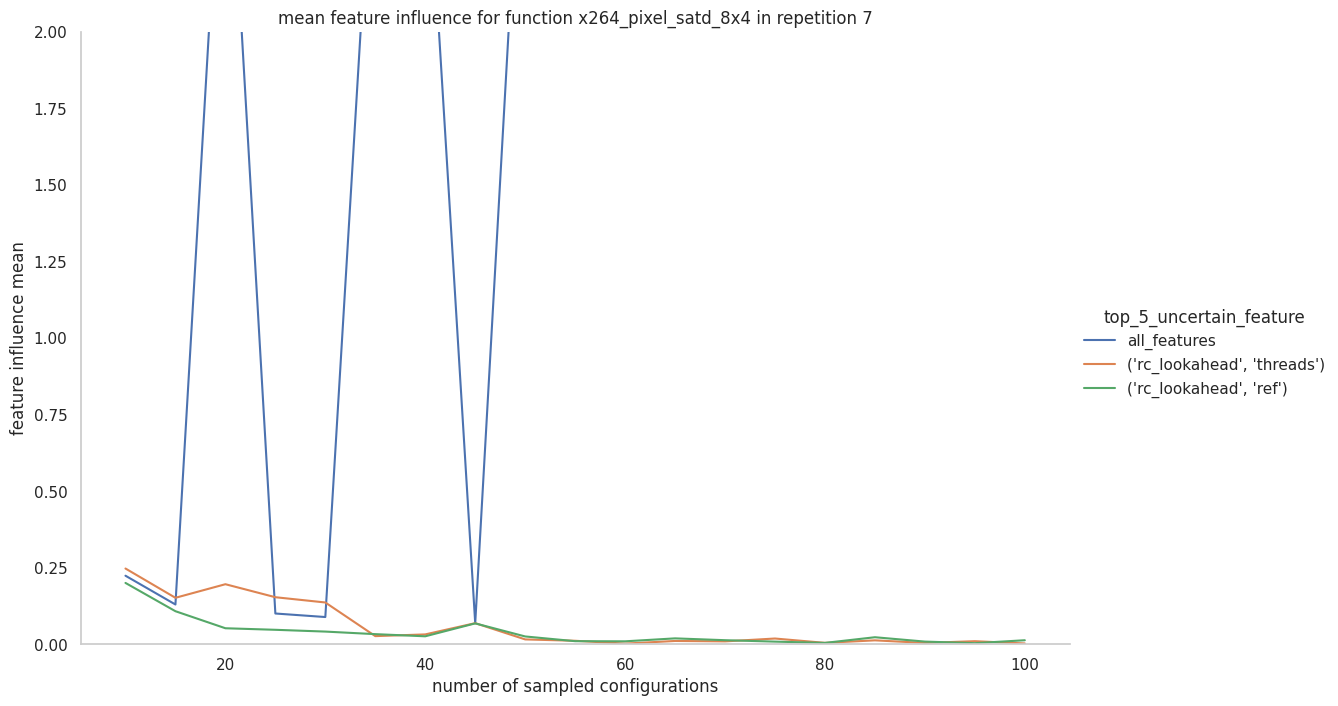 mean feature influence for function x264_pixel_satd_8x4 in repetition 7
2.00
1.75
1.50
1.25
1.00
0.75
0.50
0.25
0.00
feature influence mean
20
40
60
80
100
number of sampled configurations
top_5_uncertain_feature
all_features
('rc_lookahead', 'threads')
('rc_lookahead', 'ref')